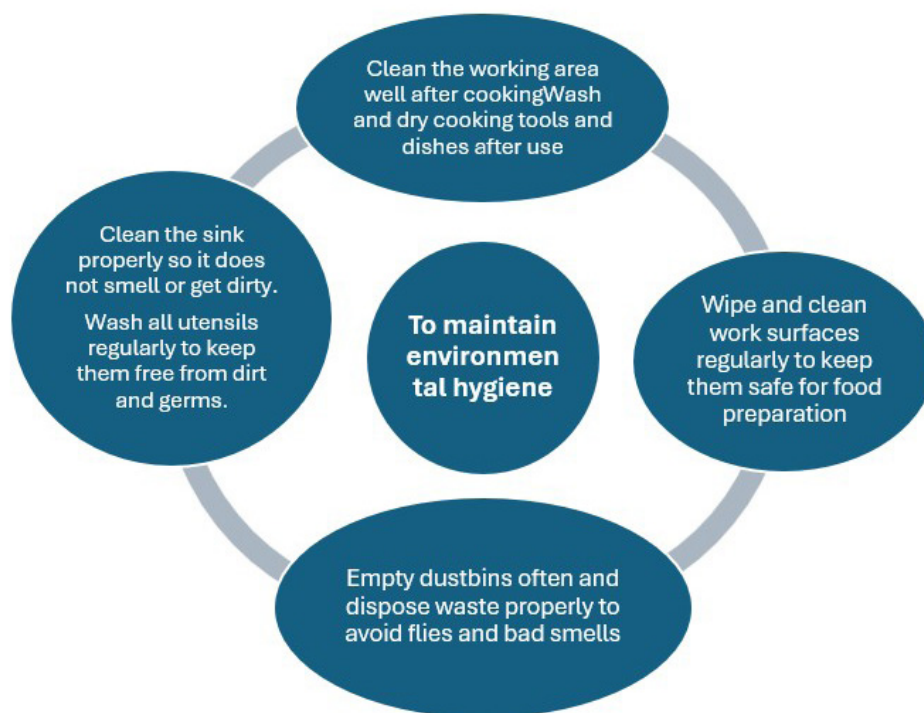 Clean the working area
well after cookingWash
and dry cooking tools and
dishes after use
Clean the sink
properly so it does
not smell or get dirty.
Wash all utensils
regularly to keep
them free from dirt
and germs.
To maintain
environmen
tal hygiene
Wipe and clean
work surfaces
regularly to keep
them safe for food
preparation
Empty dustbins often and
dispose waste properly to
avoid flies and bad smells